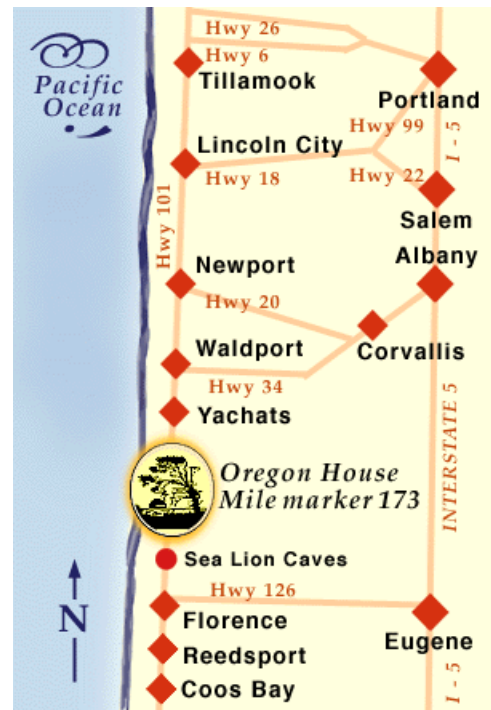 Hwy 26
Hwy 6
Pacific
Ocean
Tillamook
Portland
Hwy 99
I - 5
Lincoln City
Hwy 18
Hwy 22
Hwy 101
Salem
Albany
Newport
Hwy 20
Waldport
Corvallis
Hwy 34
Yachats
INTERSTATE 5
Oregon House
Mile marker 173
Sea Lion Caves
Hwy 126
N
Florence
Eugene
Reedsport
I - 5
Coos Bay